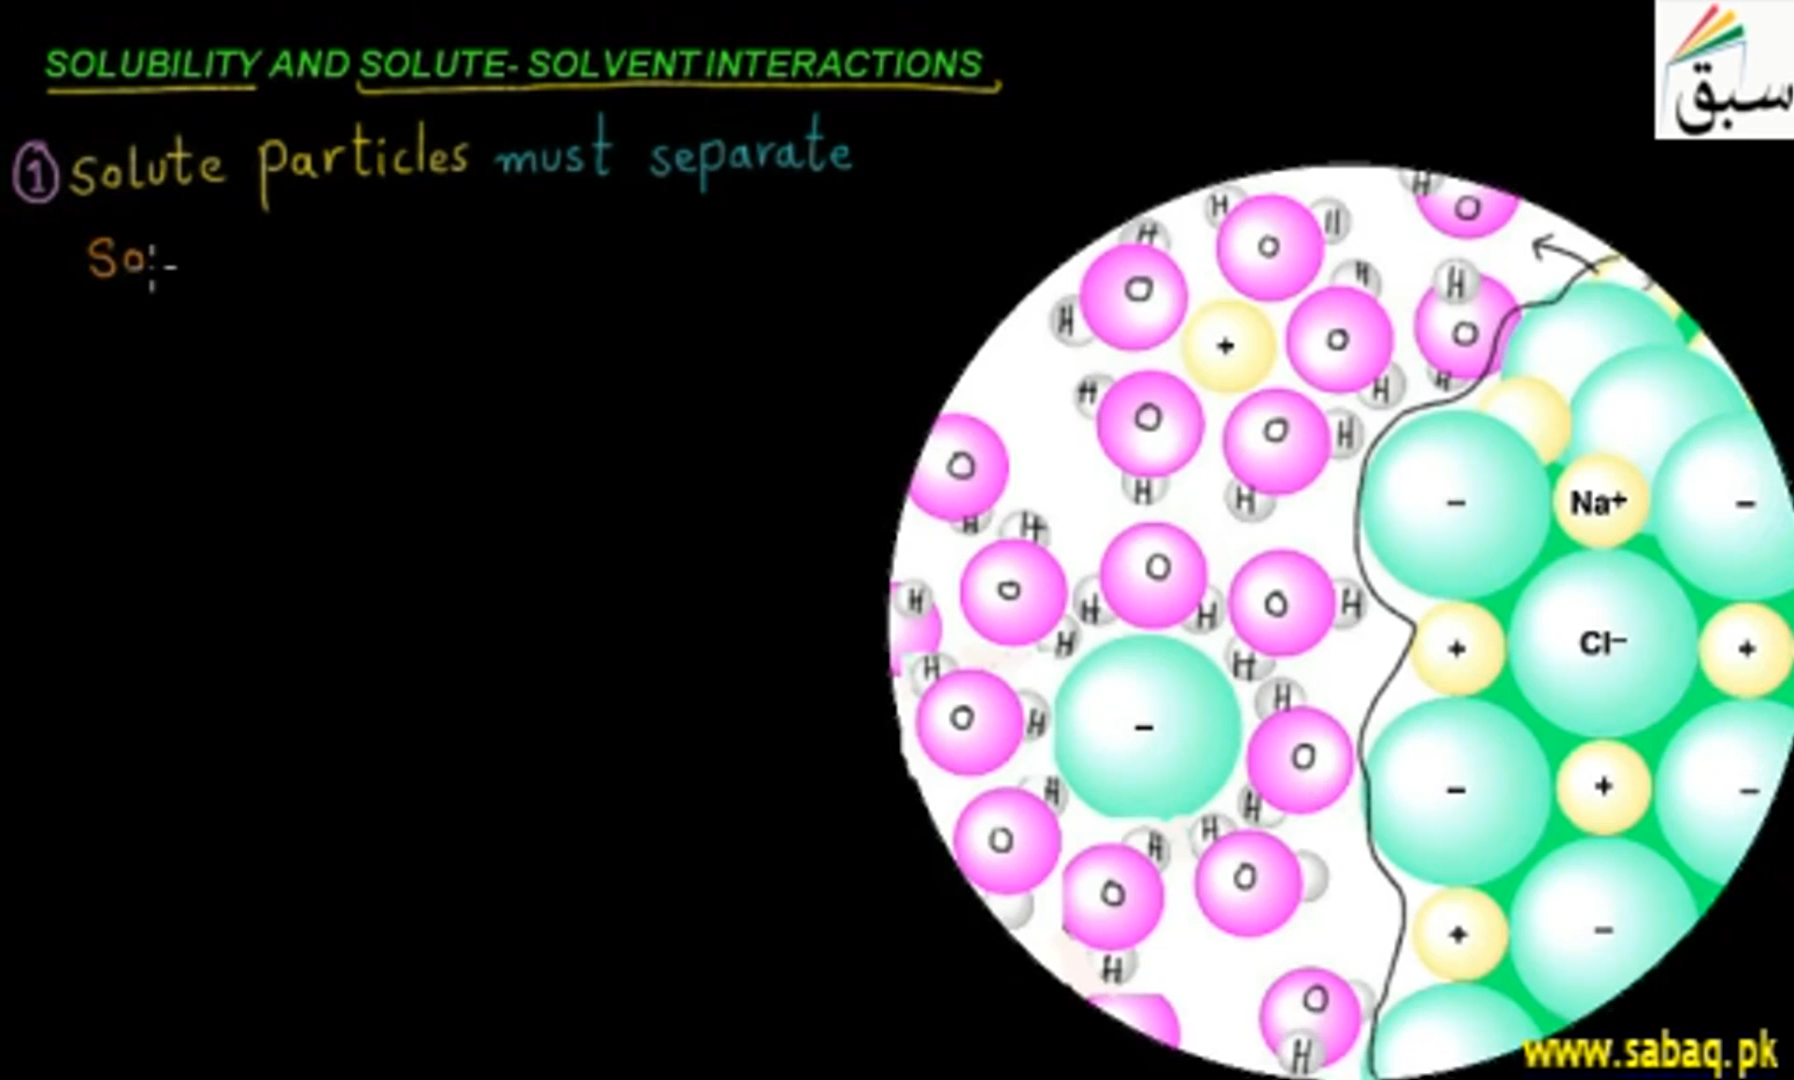 SOLUBILITY AND SOLUTE- SOLVENT INTERACTIONS
سبق
① Solute particles must separate
So
H
O
H
H
O
H
O
H
H
O
H
+
O
H
H
O
H
H
O
H
O
H
H
O
H
-
Na+
-
O
H
H
O
H
H
O
H
O
H
H
H
+
Cl-
+
H
O
H
-
H
O
H
-
+
-
H
O
H
O
H
H
O
+
-
O
H
www.sabaq.pk